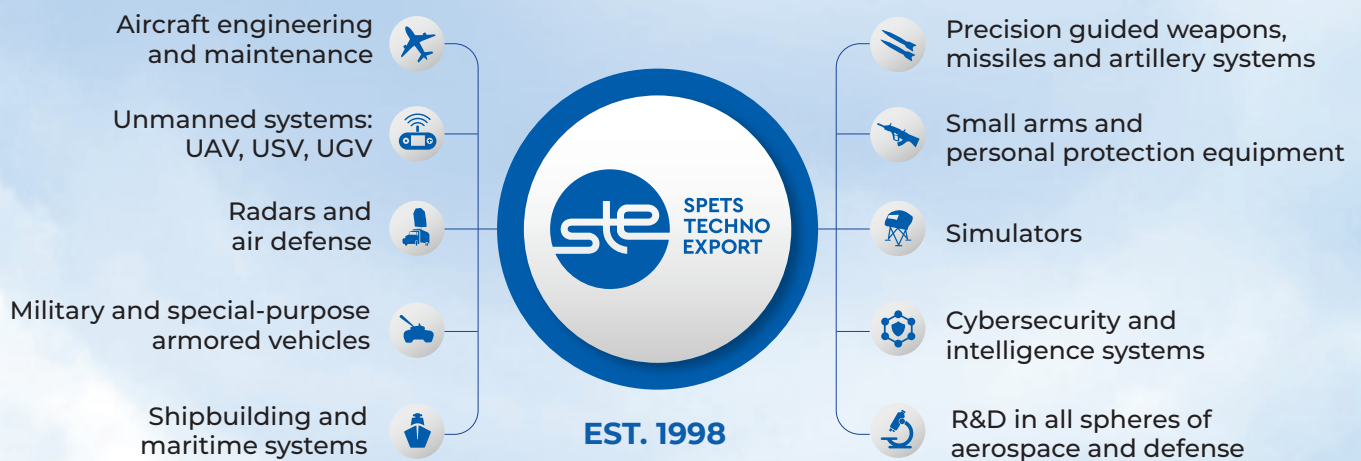 Aircraft engineering
and maintenance
Unmanned systems:
UAV, USV, UGV
Radars and
air defense
Military and special-purpose
armored vehicles
Shipbuilding and
maritime systems
ste
SPETS
TECHNO
EXPORT
EST. 1998
Precision guided weapons,
missiles and artillery systems
Small arms and
personal protection equipment
Simulators
Cybersecurity and
intelligence systems
R&D in all spheres of
aerospace and defense